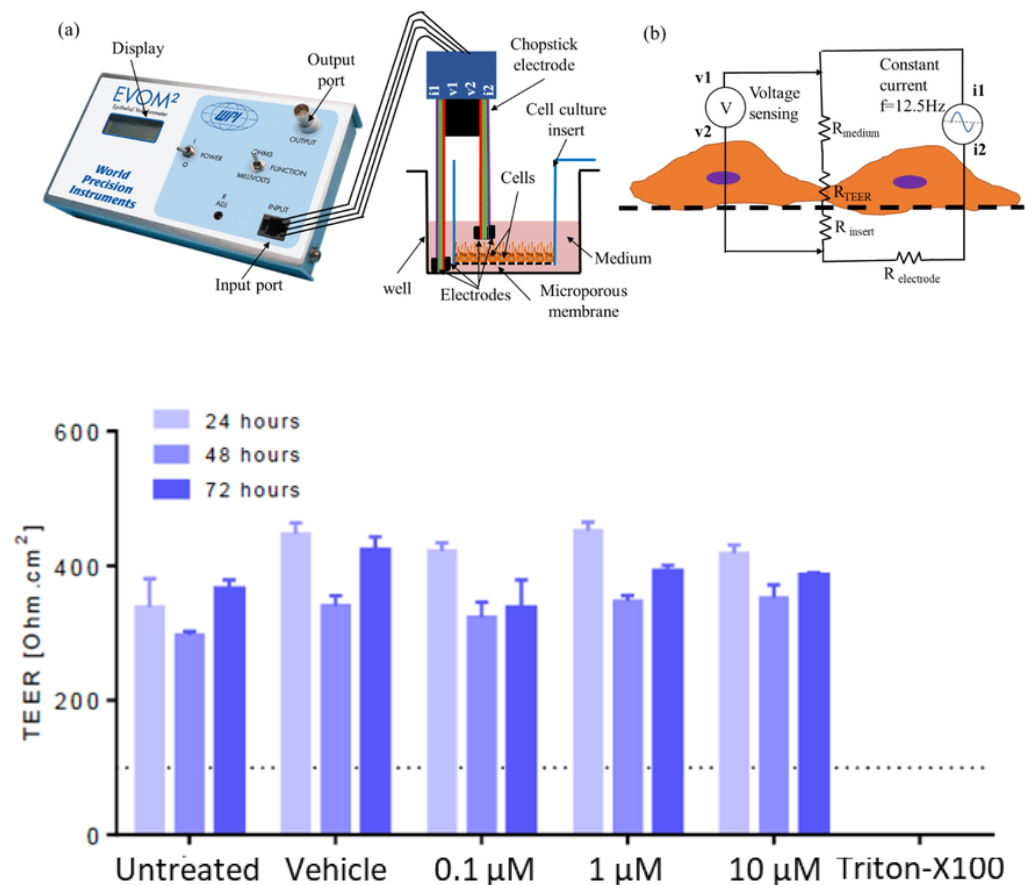 (a)
Display
Output
port
EVOM²
Epithelial Voltohmmeter
WPI
OUTPUT
I
POWER
O
OHMS
FUNCTION
MILLIVOLTS
World
Precision
Instruments
R
ADJ
INPUT
Input port
i1 v1 v2 i2
Chopstick
electrode
Cell culture
insert
Cells
well
Electrodes
Medium
Microporous
membrane
(b)
v1
V
Voltage
sensing
v2
Constant
current
f=12.5Hz
i1
i2
Rmedium
RTEER
R insert
R electrode
24 hours
48 hours
72 hours
TEER [Ohm.cm²]
600
400
200
0
Untreated Vehicle 0.1 µM 1 µM 10 µM Triton-X100